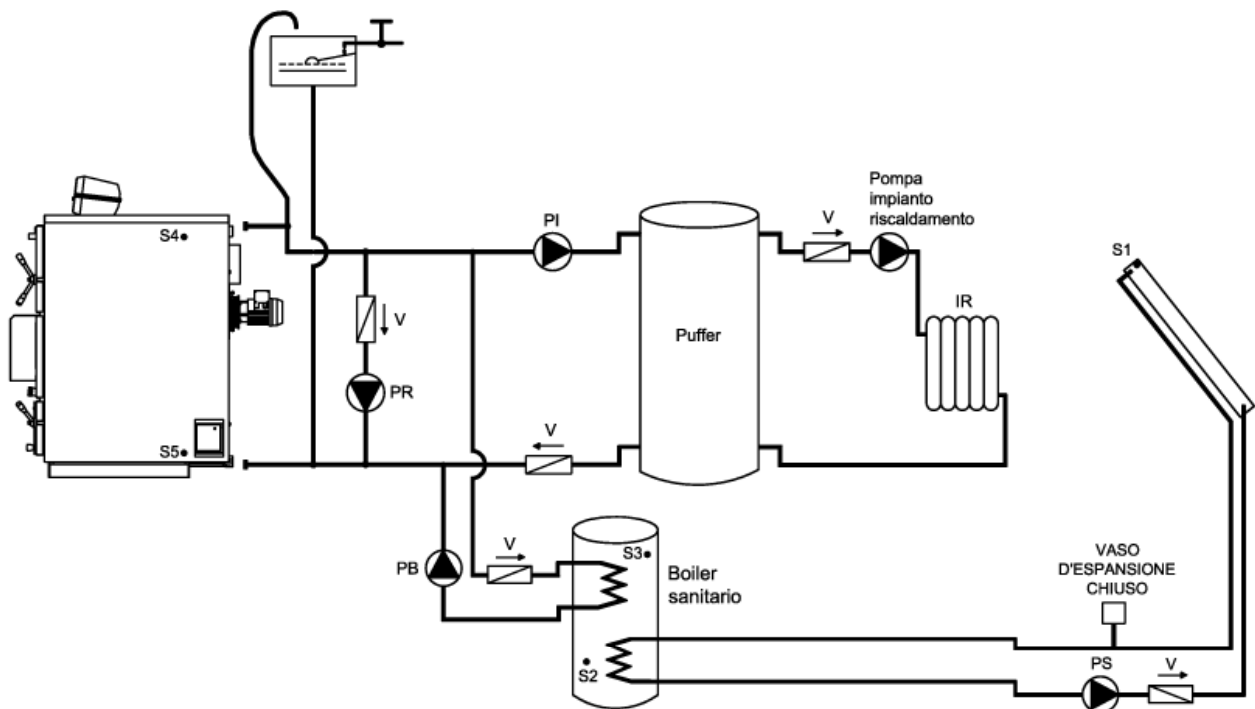 Pompa
impianto
riscaldamento
PI
V
S1
S4
IR
V
Puffer
PR
V
S5
V
S3
PB
Boiler
sanitario
VASO
D'ESPANSIONE
CHIUSO
S2
PS
V